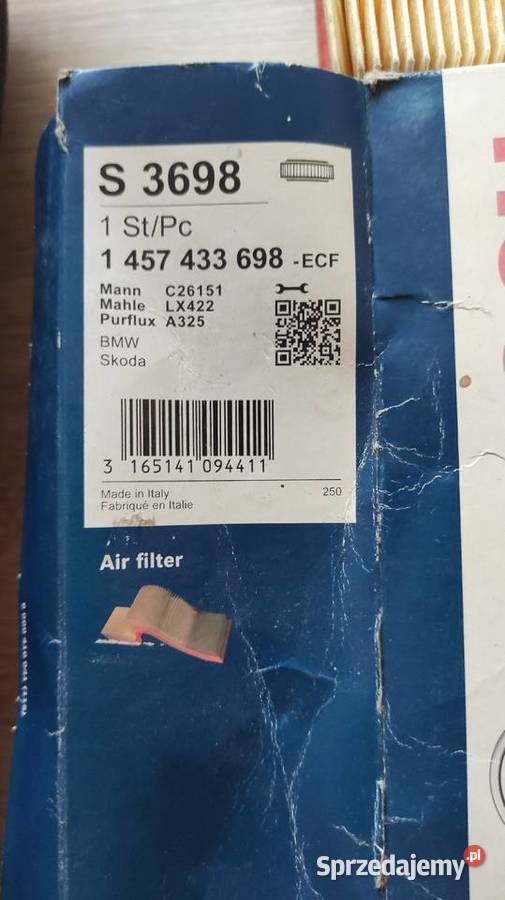 S 3698
1 St/Pc
1 457 433 698 -ECF
Mann C26151
Mahle LX422
Purflux A325
BMW
Skoda
3 165141 094411
Made in Italy 250
Fabriqué en Italie
Air filter
Sprzedajemy.pl